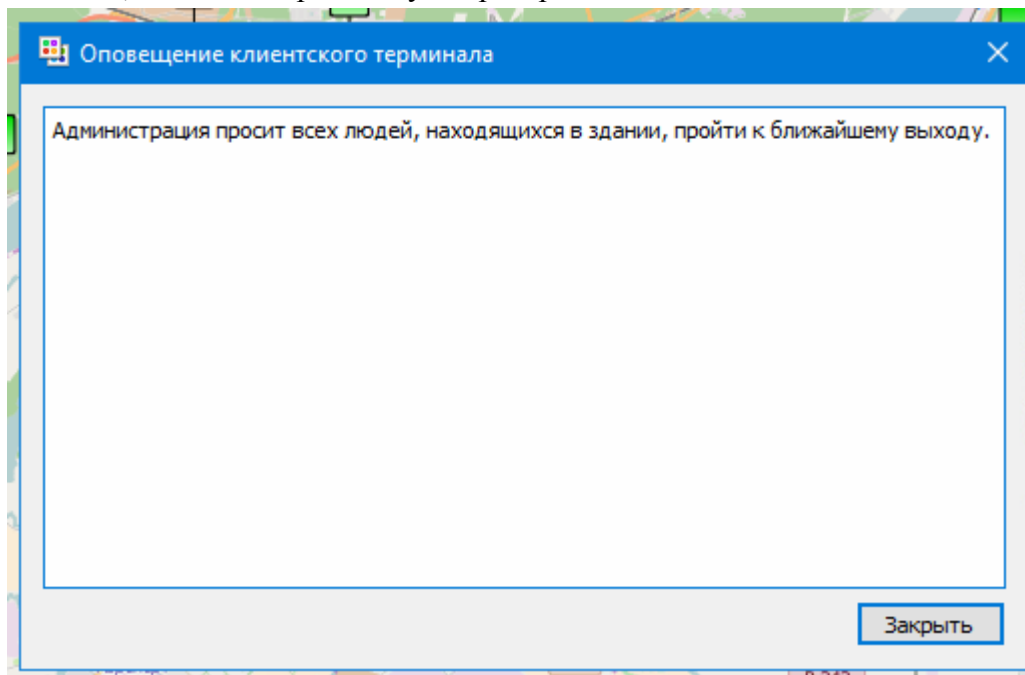 Оповещение клиентского терминала
Администрация просит всех людей, находящихся в здании, пройти к ближайшему выходу.
Закрыть